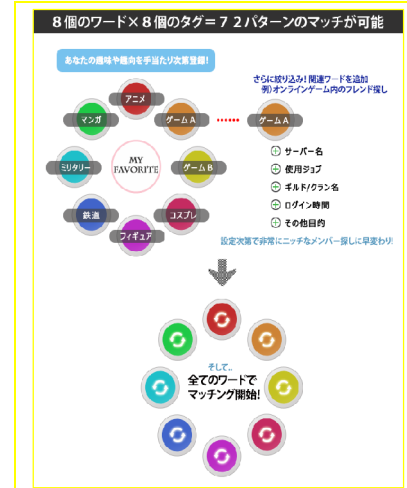 8個のワード×8個のタグ=72パターンのマッチが可能
あなたの趣味や趣向を手当たり次第登録!
さらに絞り込み!関連ワードを追加
例)オンラインゲーム内のフレンド探し
アニメ
マンガ
ゲームA
ゲームA
ミリタリー
MY
FAVORITE
ゲームB
鉄道
コスプレ
フィギュア
サーバー名
使用ジョブ
ギルド/クラン名
ログイン時間
その他目的
設定次第で非常にニッチなメンバー探しに早変わり!
そして..
全てのワードで
マッチング開始!